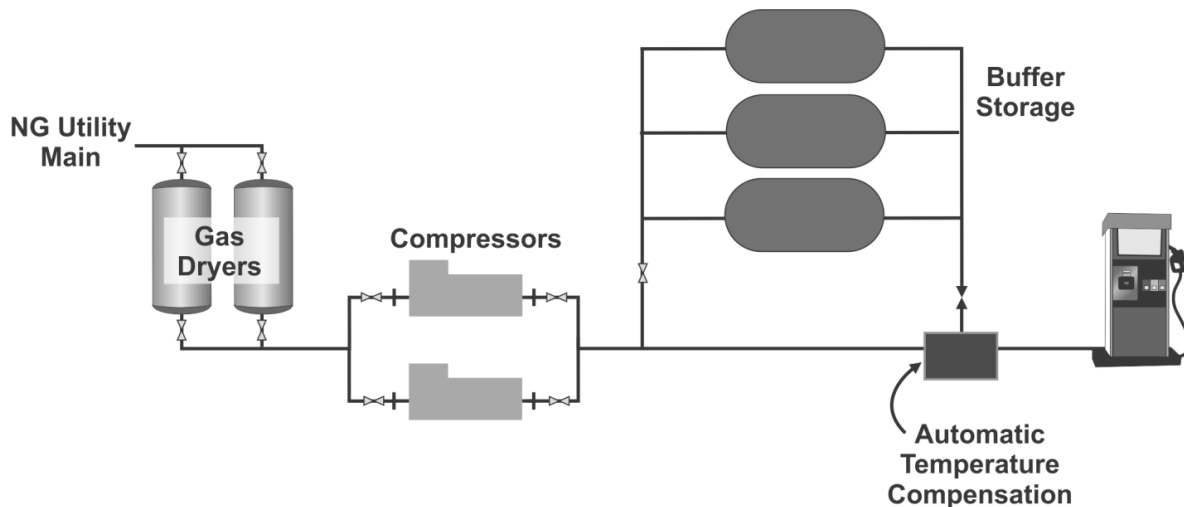 NG Utility
Main
Gas
Dryers
Compressors
Buffer
Storage
Automatic
Temperature
Compensation